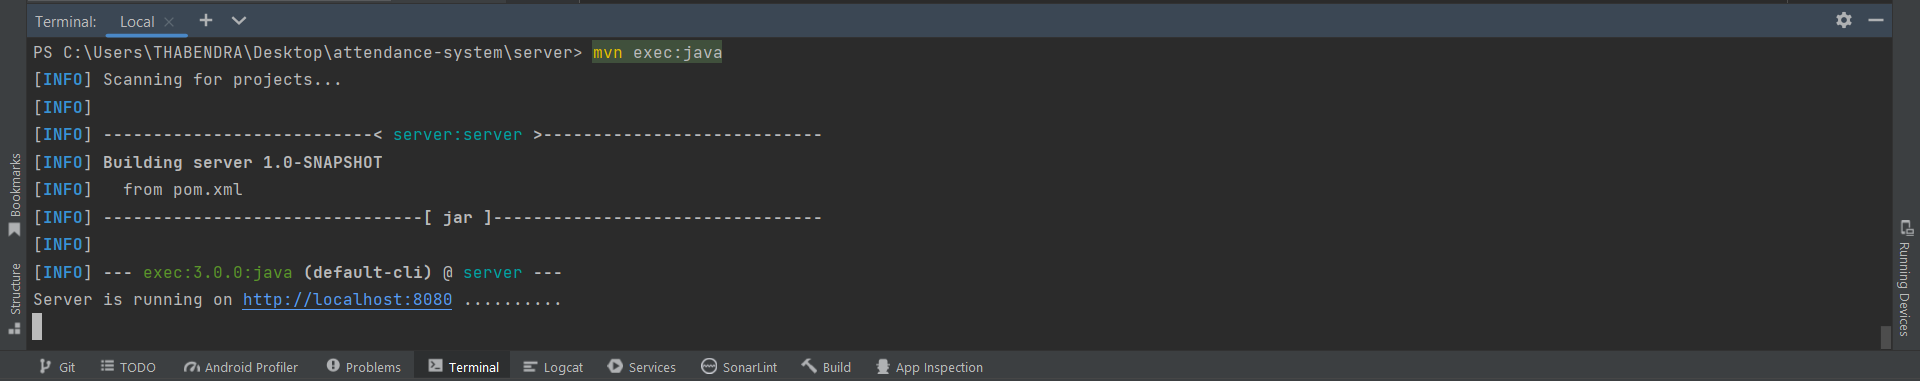 Terminal: Local
PS C:\Users\THABENDRA\Desktop\attendance-system\server> mvn exec:java
[INFO] Scanning for projects...
[INFO]
[INFO] ---------------------------< server:server >----------------------------
[INFO] Building server 1.0-SNAPSHOT
[INFO]   from pom.xml
[INFO] --------------------------------[ jar ]---------------------------------
[INFO]
[INFO] --- exec:3.0.0:java (default-cli) @ server ---
Server is running on http://localhost:8080 ..........
Bookmarks
Structure
Running Devices
Git TODO Android Profiler Problems Terminal Logcat Services SonarLint Build App Inspection